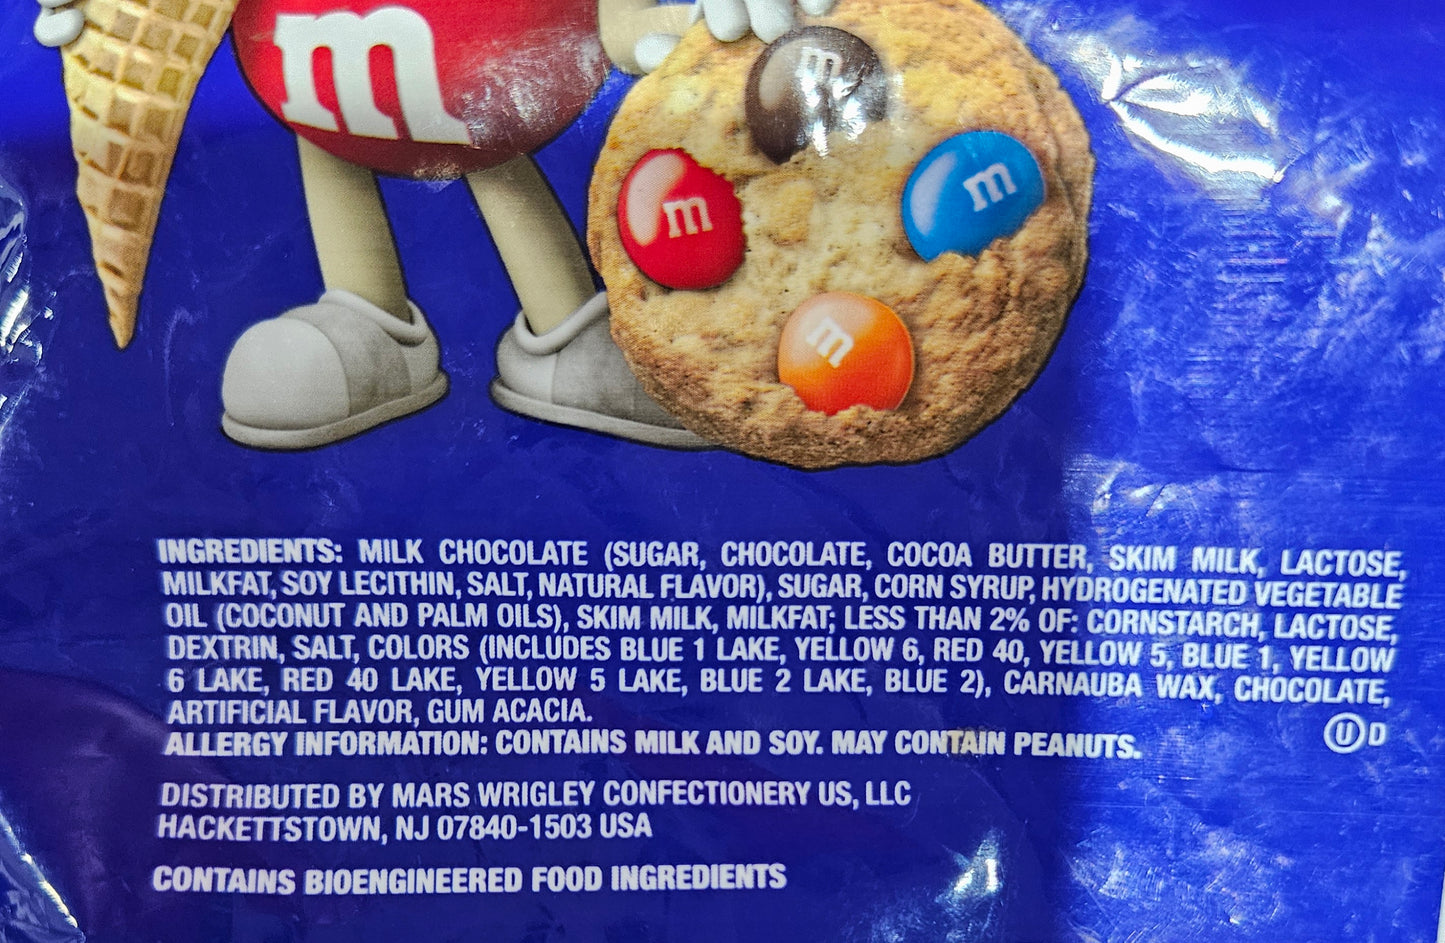 m
m
m
m
m
INGREDIENTS: MILK CHOCOLATE (SUGAR, CHOCOLATE, COCOA BUTTER, SKIM MILK, LACTOSE,
MILKFAT, SOY LECITHIN, SALT, NATURAL FLAVOR), SUGAR, CORN SYRUP, HYDROGENATED VEGETABLE
OIL (COCONUT AND PALM OILS), SKIM MILK, MILKFAT; LESS THAN 2% OF: CORNSTARCH, LACTOSE,
DEXTRIN, SALT, COLORS (INCLUDES BLUE 1 LAKE, YELLOW 6, RED 40, YELLOW 5, BLUE 1, YELLOW
6 LAKE, RED 40 LAKE, YELLOW 5 LAKE, BLUE 2 LAKE, BLUE 2), CARNAUBA WAX, CHOCOLATE,
ARTIFICIAL FLAVOR, GUM ACACIA.
ALLERGY INFORMATION: CONTAINS MILK AND SOY. MAY CONTAIN PEANUTS.
Ⓤ D
DISTRIBUTED BY MARS WRIGLEY CONFECTIONERY US, LLC
HACKETTSTOWN, NJ 07840-1503 USA
CONTAINS BIOENGINEERED FOOD INGREDIENTS